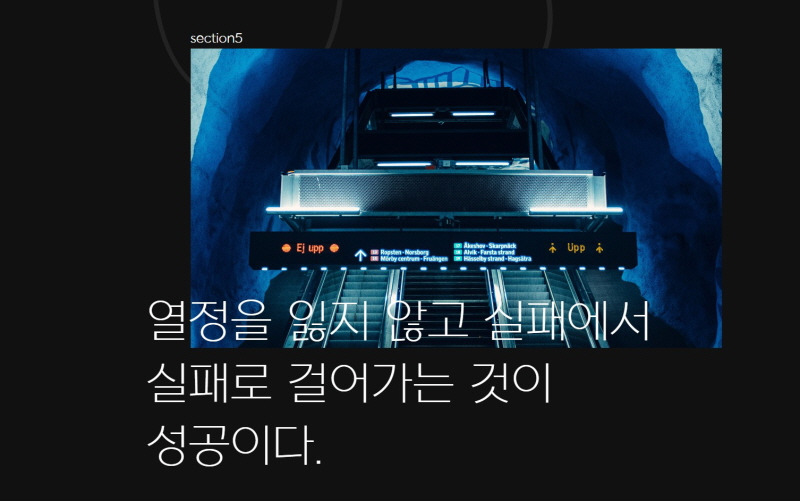 section5
Ej upp
Ropsten · Norsborg
Mörby centrum · Fruängen
Åkeshov · Skarpnäck
Alvik · Farsta strand
Hässelby strand · Hagsätra
Upp
열정을 잃지 않고 실패에서
실패로 걸어가는 것이
성공이다.